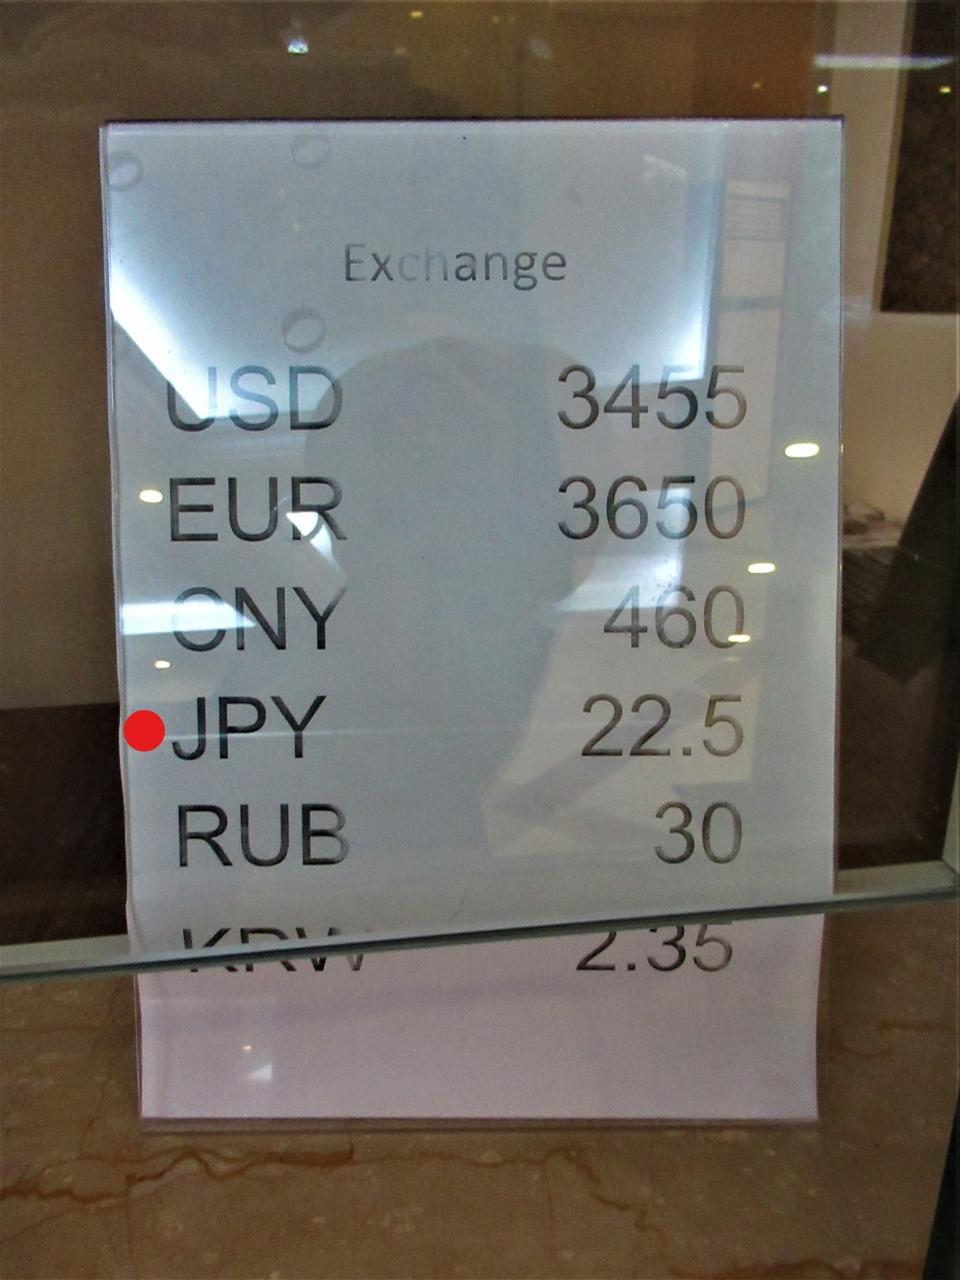 Exchange
USD 3455
EUR 3650
CNY 460
JPY 22.5
RUB 30
KRW 2.35